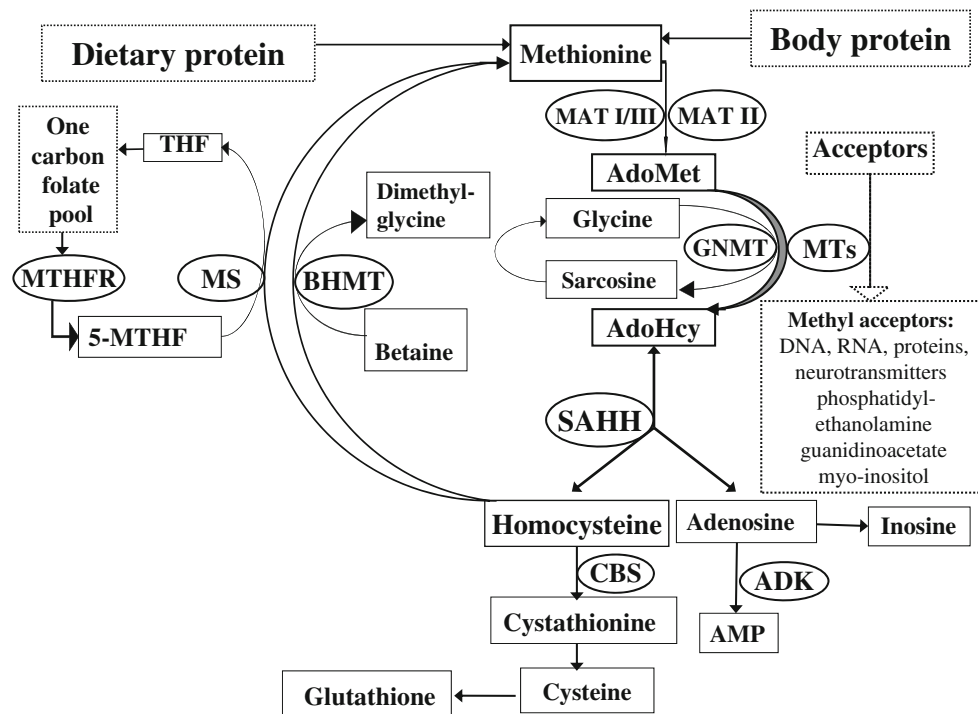 Dietary protein
Methionine
Body protein
MAT I/III
MAT II
One
carbon
folate
pool
THF
Acceptors
AdoMet
Dimethyl-
glycine
Glycine
GNMT
MTs
MTHFR
MS
BHMT
Sarcosine
5-MTHF
Betaine
AdoHcy
Methyl acceptors:
DNA, RNA, proteins,
neurotransmitters
phosphatidyl-
ethanolamine
guanidinoacetate
myo-inositol
SAHH
Homocysteine
Adenosine
Inosine
CBS
ADK
Cystathionine
AMP
Glutathione
Cysteine